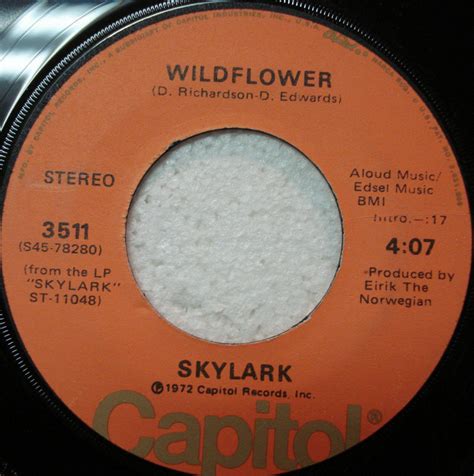 WILDFLOWER
(D. Richardson-D. Edwards)
STEREO
3511
(S45-78280)
(from the LP
"SKYLARK"
ST-11048)
Aloud Music/
Edsel Music
BMI
Intro.-:17
4:07
Produced by
Eirik The
Norwegian
SKYLARK
Ⓟ1972 Capitol Records, Inc.
Capitol®